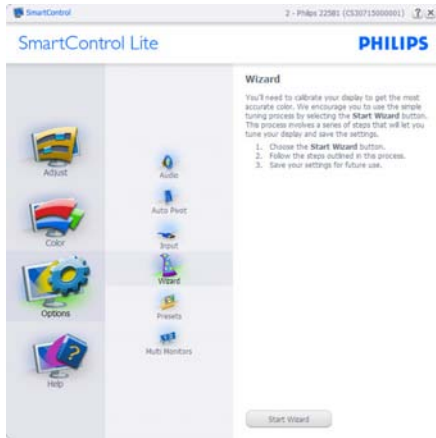 SmartControl
2 - Philips 225B1 (CS30715000001)
? X
SmartControl Lite
PHILIPS
Adjust
Color
Options
Help
Audio
Auto Pivot
Input
Wizard
Presets
Multi Monitors
Wizard
You'll need to calibrate your display to get the most
accurate color. We encourage you to use the simple
tuning process by selecting the Start Wizard button.
This process involves a series of steps that will let you
tune your display and save the settings.
1. Choose the Start Wizard button.
2. Follow the steps outlined in this process.
3. Save your settings for future use.
Start Wizard